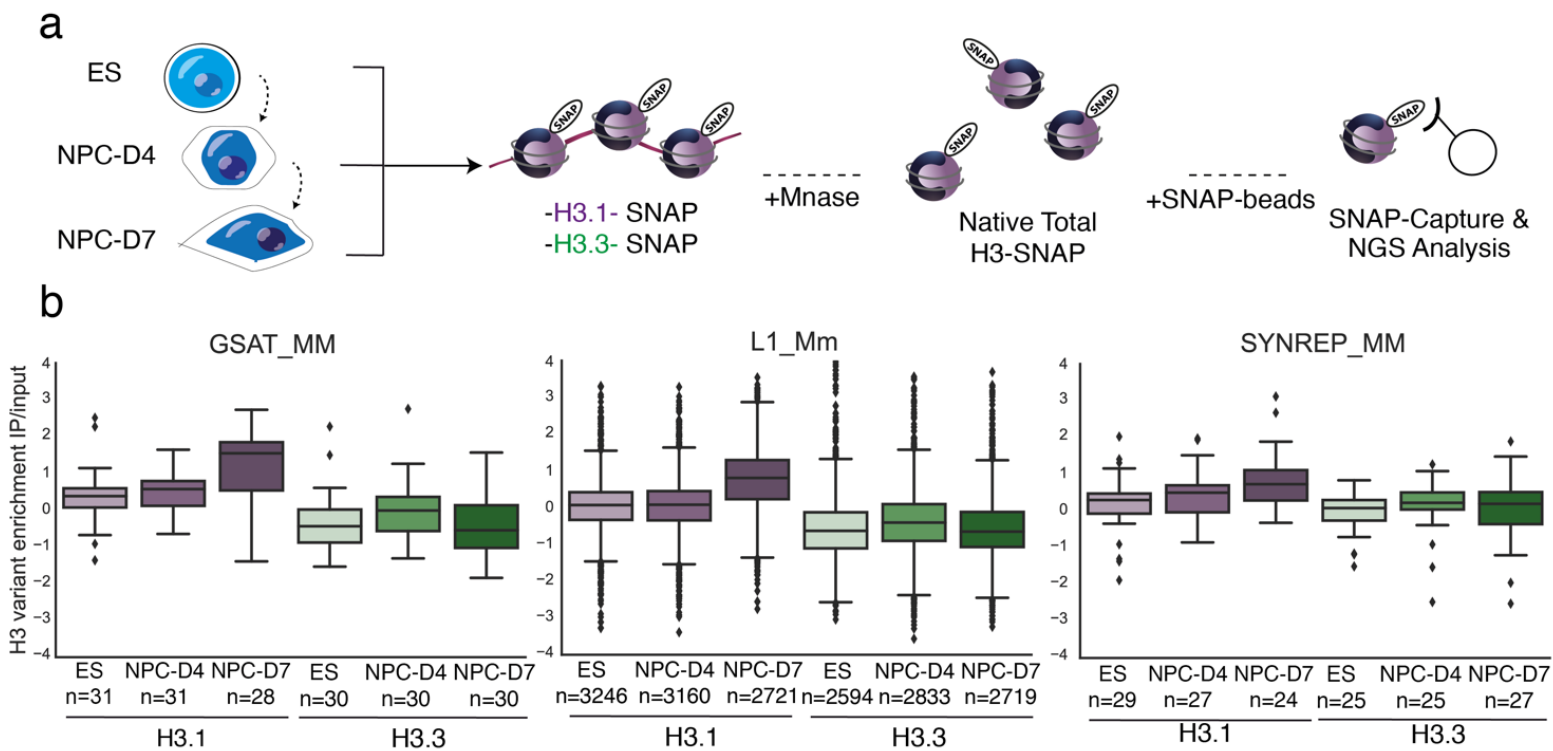 a
ES
NPC-D4
NPC-D7
SNAP
SNAP
SNAP
-H3.1- SNAP
-H3.3- SNAP
+Mnase
SNAP
SNAP
SNAP
Native Total
H3-SNAP
+SNAP-beads
SNAP
SNAP-Capture &
NGS Analysis
b
H3 variant enrichment IP/input
GSAT_MM
4
3
2
1
0
−1
−2
−3
−4
ES NPC-D4 NPC-D7 ES NPC-D4 NPC-D7
n=31 n=31 n=28 n=30 n=30 n=30
H3.1 H3.3
L1_Mm
4
3
2
1
0
−1
−2
−3
−4
ES NPC-D4 NPC-D7 ES NPC-D4 NPC-D7
n=3246 n=3160 n=2721 n=2594 n=2833 n=2719
H3.1 H3.3
SYNREP_MM
4
3
2
1
0
−1
−2
−3
−4
ES NPC-D4 NPC-D7 ES NPC-D4 NPC-D7
n=29 n=27 n=24 n=25 n=25 n=27
H3.1 H3.3